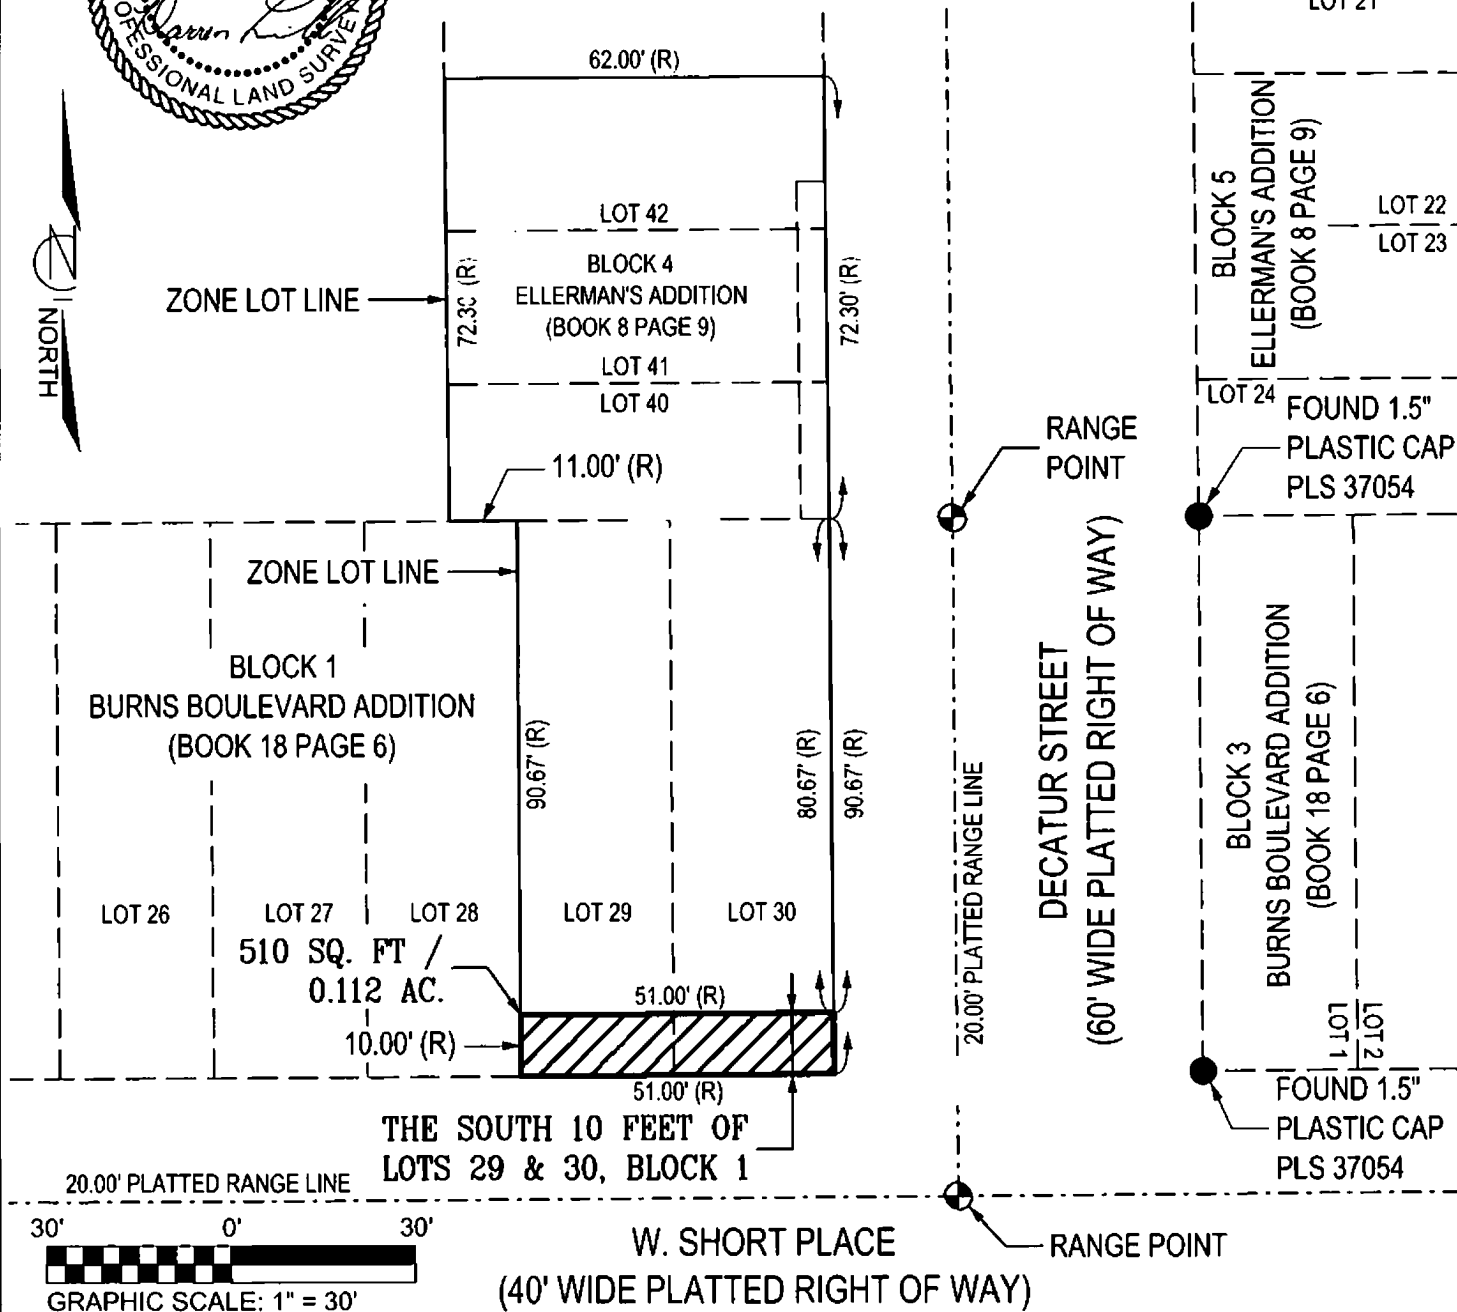 LOT 21
OFESSIONAL LAND SURVEY
62.00' (R)
LOT 42
BLOCK 4
ELLERMAN'S ADDITION
(BOOK 8 PAGE 9)
LOT 41
LOT 40
72.30' (R)
72.30' (R)
ZONE LOT LINE
NORTH
11.00' (R)
BLOCK 5
ELLERMAN'S ADDITION
(BOOK 8 PAGE 9)
LOT 22
LOT 23
LOT 24
FOUND 1.5"
PLASTIC CAP
PLS 37054
RANGE
POINT
ZONE LOT LINE
BLOCK 1
BURNS BOULEVARD ADDITION
(BOOK 18 PAGE 6)
90.67' (R)
80.67' (R)
90.67' (R)
20.00' PLATTED RANGE LINE
DECATUR STREET
(60' WIDE PLATTED RIGHT OF WAY)
BLOCK 3
BURNS BOULEVARD ADDITION
(BOOK 18 PAGE 6)
LOT 26
LOT 27
LOT 28
LOT 29
LOT 30
510 SQ. FT /
0.112 AC.
51.00' (R)
10.00' (R)
51.00' (R)
LOT 1
LOT 2
THE SOUTH 10 FEET OF
LOTS 29 & 30, BLOCK 1
FOUND 1.5"
PLASTIC CAP
PLS 37054
20.00' PLATTED RANGE LINE
RANGE POINT
30' 0' 30'
GRAPHIC SCALE: 1" = 30'
W. SHORT PLACE
(40' WIDE PLATTED RIGHT OF WAY)